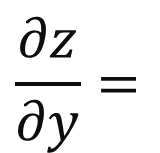 ∂z/∂y =